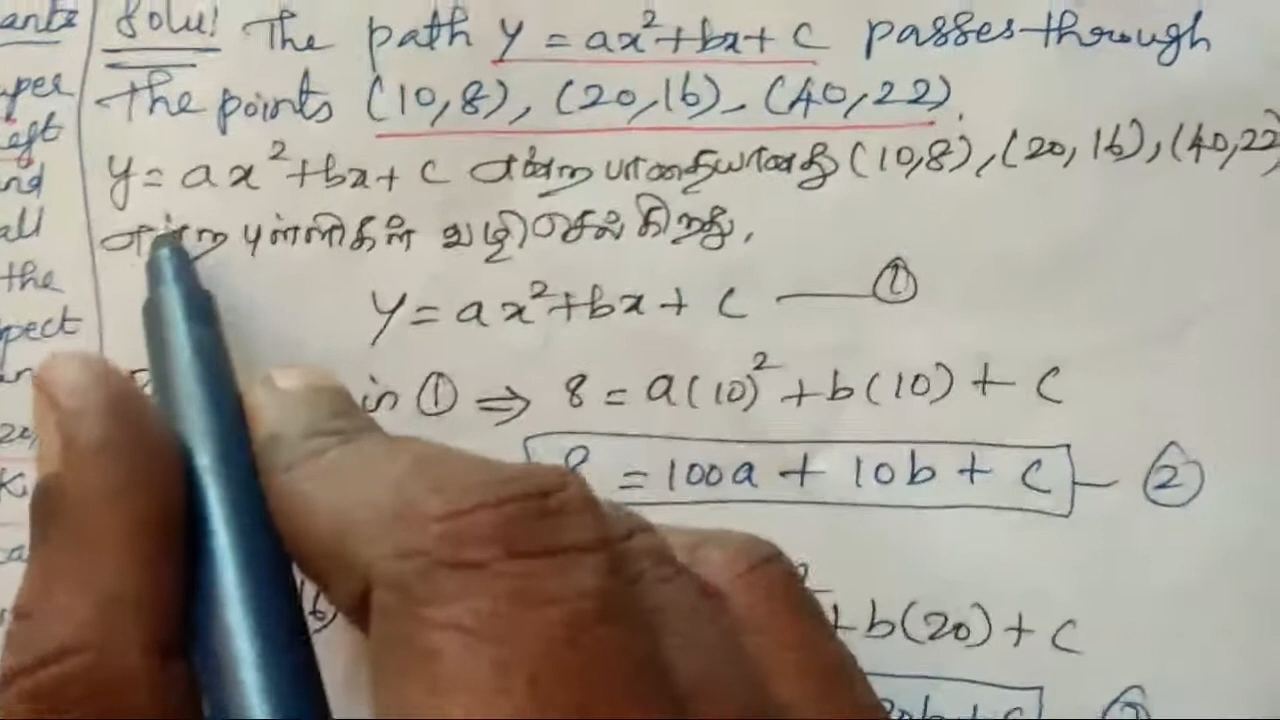 Solu! The path y = ax²+bx+c passes through
the points (10,8), (20,16), (40,22).
y = ax²+bx+c என்ற பாதையானது (10,8), (20,16), (40,22)
என்ற புள்ளிகள் வழி செல்கிறது.
y = ax²+bx+c — ①
in ① ⇒ 8 = a(10)²+b(10)+c
8 = 100a + 10b + c — ②
+b(20)+c
the
all